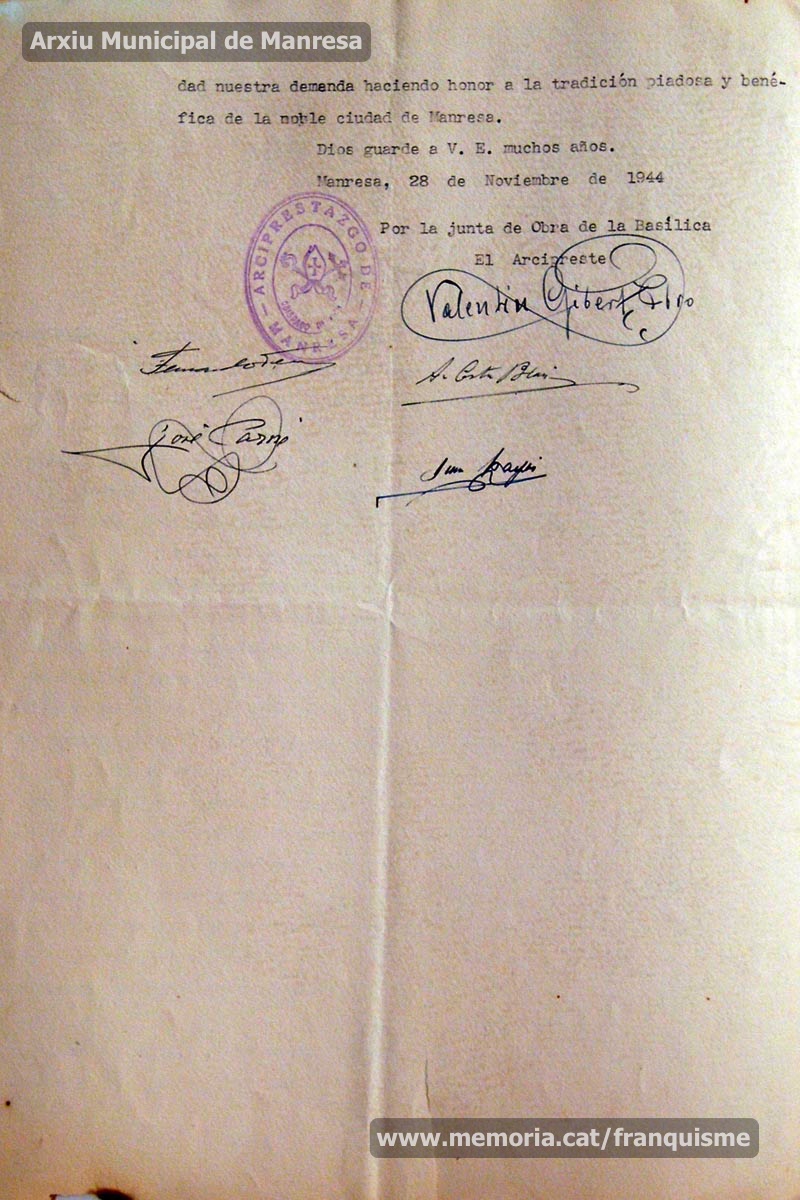 Arxiu Municipal de Manresa
dad nuestra demanda haciendo honor a la tradición piadosa y bené-
fica de la noble ciudad de Manresa.
Dios guarde a V. E. muchos años.
Manresa, 28 de Noviembre de 1944
Por la junta de Obra de la Basílica
El Arcipreste
ARCIPRESTAZGO DE MANRESA
Valentin Gibert
José
www.memoria.cat/franquisme